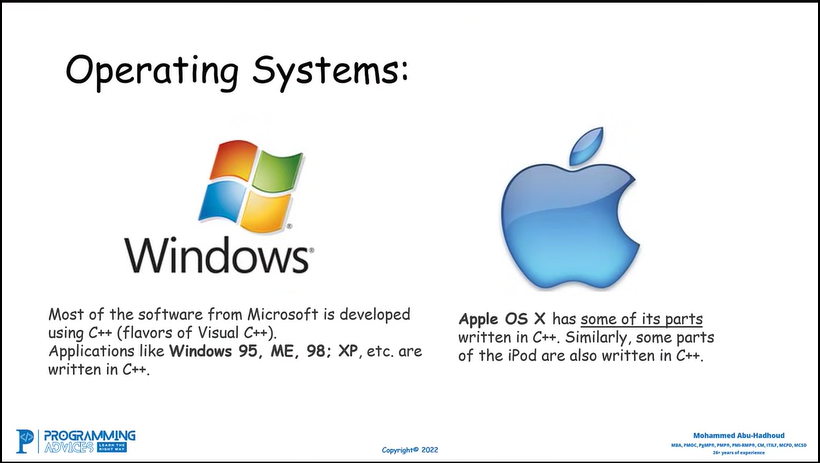 Operating Systems:
Windows®
Most of the software from Microsoft is developed
using C++ (flavors of Visual C++).
Applications like Windows 95, ME, 98; XP, etc. are
written in C++.
Apple OS X has some of its parts
written in C++. Similarly, some parts
of the iPod are also written in C++.
PROGRAMMING
ADVICES LEARN THE RIGHT WAY
Copyright© 2022
Mohammed Abu-Hadhoud
MBA, PMOC, PgMP®, PMP®, PMI-RMP®, CM, ITILF, MCPD, MCSD
26+ years of experience